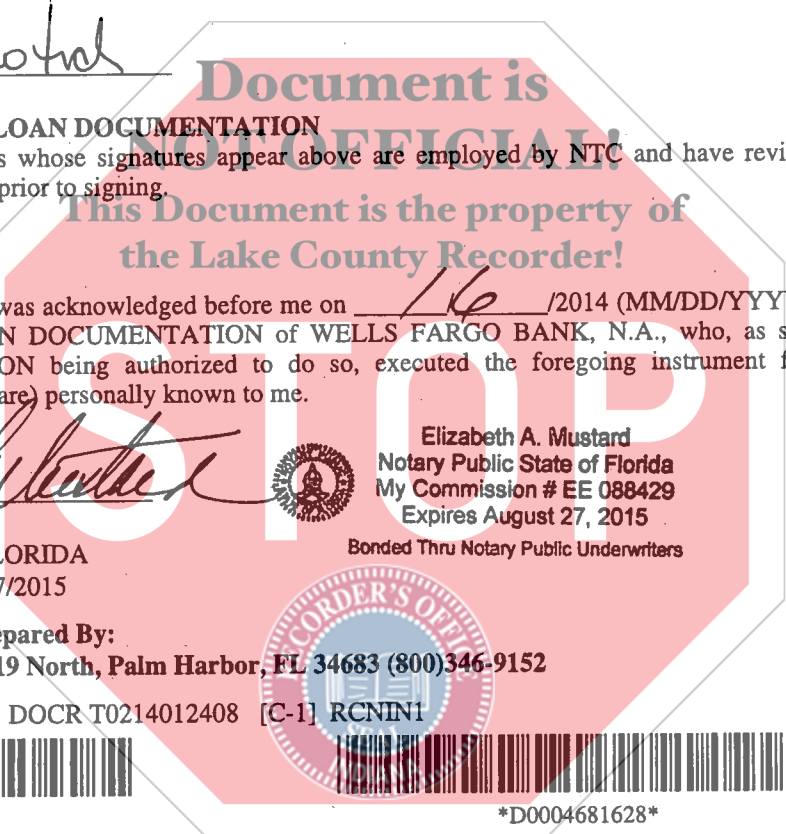 Document is
LOAN DOCUMENTATION
NOT OFFICIAL!
s whose signatures appear above are employed by NTC and have revi
prior to signing.
This Document is the property of
the Lake County Recorder!
was acknowledged before me on 1/6/2014 (MM/DD/YYY
N DOCUMENTATION of WELLS FARGO BANK, N.A., who, as s
ON being authorized to do so, executed the foregoing instrument f
are) personally known to me.
STOP
Elizabeth A. Mustard
Notary Public State of Florida
My Commission # EE 088429
Expires August 27, 2015
Bonded Thru Notary Public Underwriters
LORIDA
7/2015
epared By:
19 North, Palm Harbor, FL 34683 (800)346-9152
DOCR T0214012408 [C-1] RCNIN1
RECORDER'S OFFICE
SEAL
INDIANA
*D0004681628*